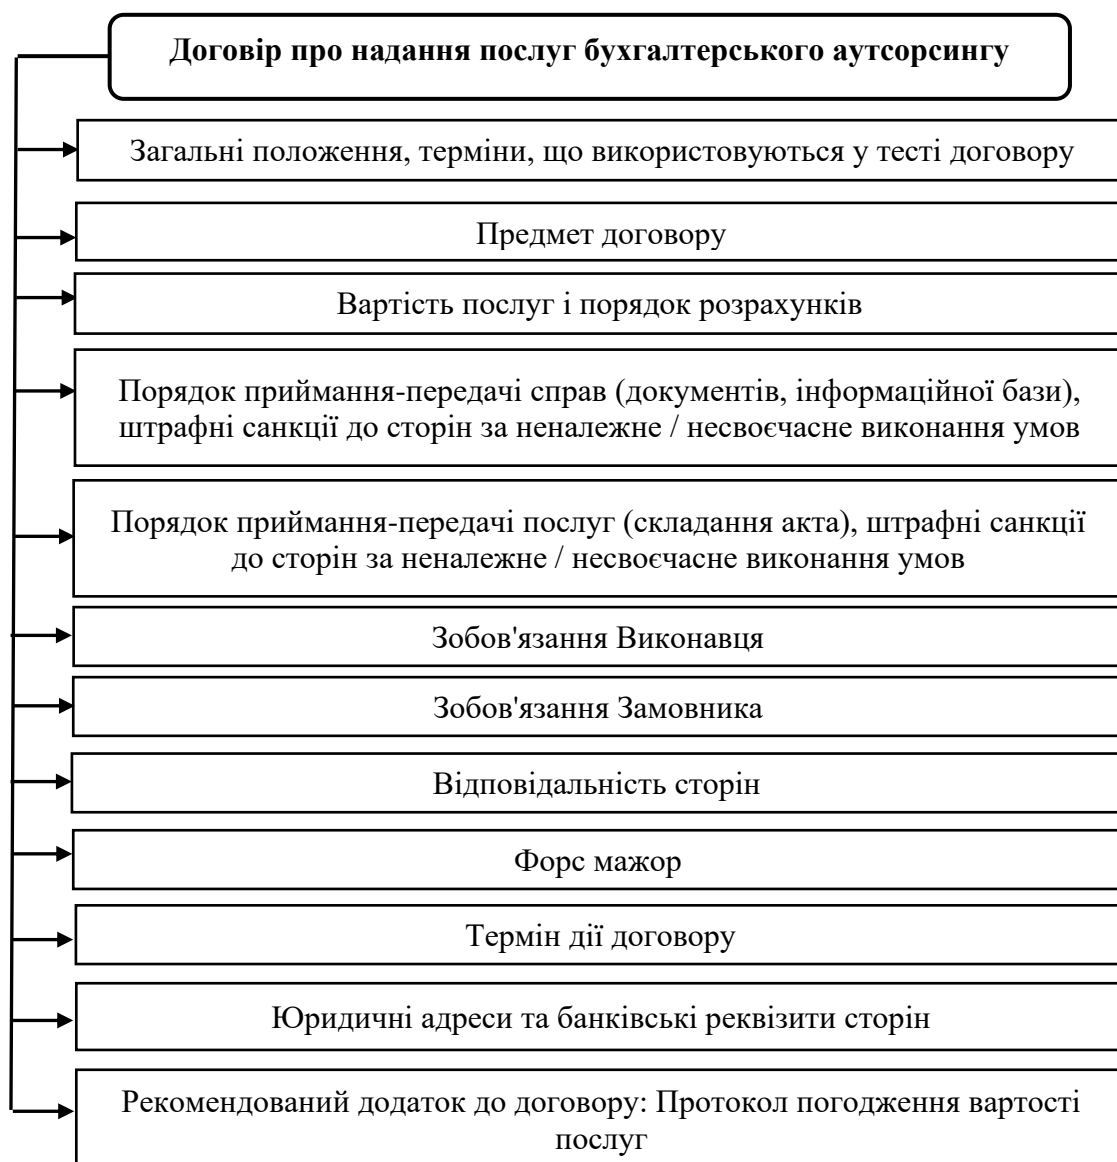 Договір про надання послуг бухгалтерського аутсорсингу
Загальні положення, терміни, що використовуються у тесті договору
Предмет договору
Вартість послуг і порядок розрахунків
Порядок приймання-передачі справ (документів, інформаційної бази),
штрафні санкції до сторін за неналежне / несвоєчасне виконання умов
Порядок приймання-передачі послуг (складання акта), штрафні санкції
до сторін за неналежне / несвоєчасне виконання умов
Зобов'язання Виконавця
Зобов'язання Замовника
Відповідальність сторін
Форс мажор
Термін дії договору
Юридичні адреси та банківські реквізити сторін
Рекомендований додаток до договору: Протокол погодження вартості
послуг